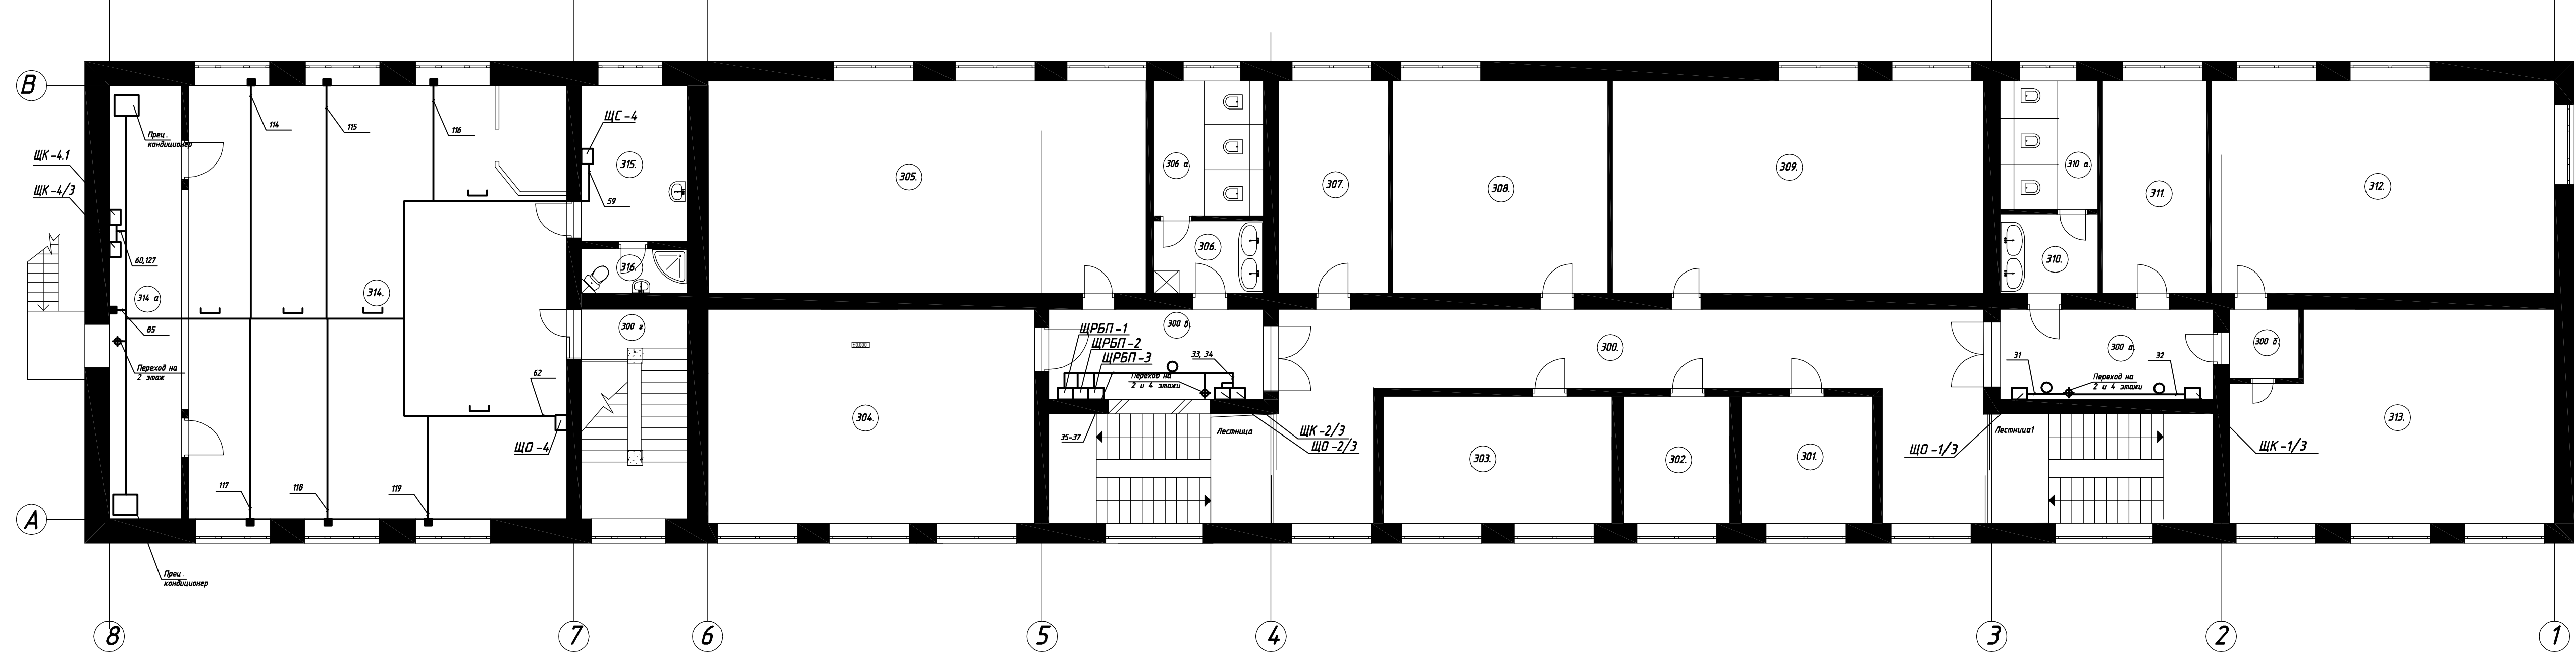 В
ЩС-4
114
115
116
Прец.
кондиционер
ЩК-4.1
ЩК-4/3
315.
305.
306 а
307.
308.
309.
310 а.
311.
312.
59
60,127
306.
310.
316.
314 а
314.
85
300 г.
300 в.
ЩРБП-1
ЩРБП-2
ЩРБП-3
33, 34
300.
300 а.
300 в.
31
32
Переход на
2 этаж
62
Переход на
2 и 4 этажи
Переход на
2 и 4 этажи
304.
35-37
Лестница
ЩК-2/3
ЩО-2/3
303.
302.
301.
Лестница1
ЩО-1/3
ЩК-1/3
313.
ЩО-4
117
118
119
А
Прец.
кондиционер
8
7
6
5
4
3
2
1